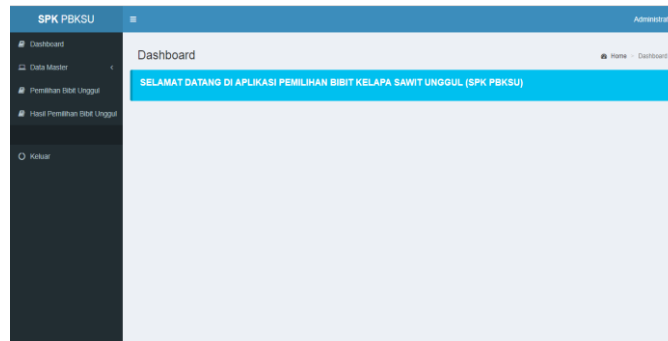 SPK PBKSU
Administrat
Dashboard
Data Master
Pemilihan Bibit Unggul
Hasil Pemilihan Bibit Unggul
Keluar
Dashboard
Home > Dashboard
SELAMAT DATANG DI APLIKASI PEMILIHAN BIBIT KELAPA SAWIT UNGGUL (SPK PBKSU)